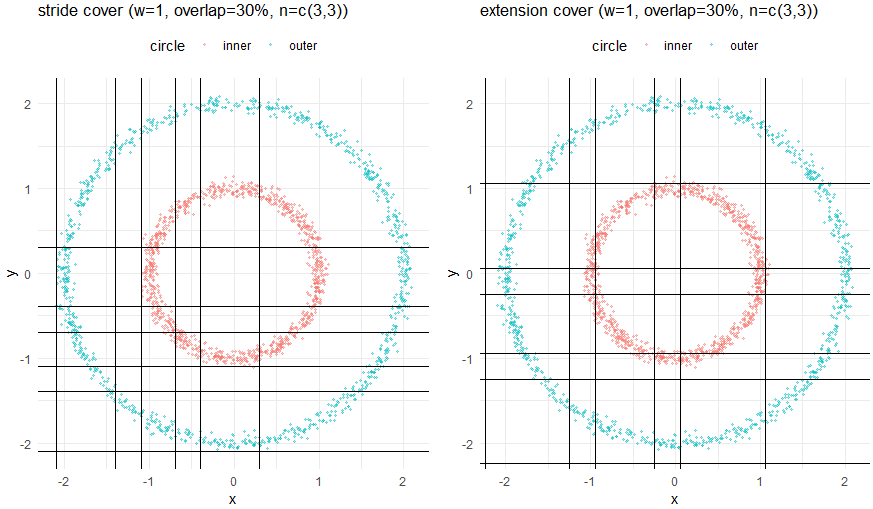 stride cover (w=1, overlap=30%, n=c(3,3))
circle inner outer
2
1
0
-1
-2
y
-2 -1 0 1 2
x
extension cover (w=1, overlap=30%, n=c(3,3))
circle inner outer
2
1
0
-1
-2
y
-2 -1 0 1 2
x